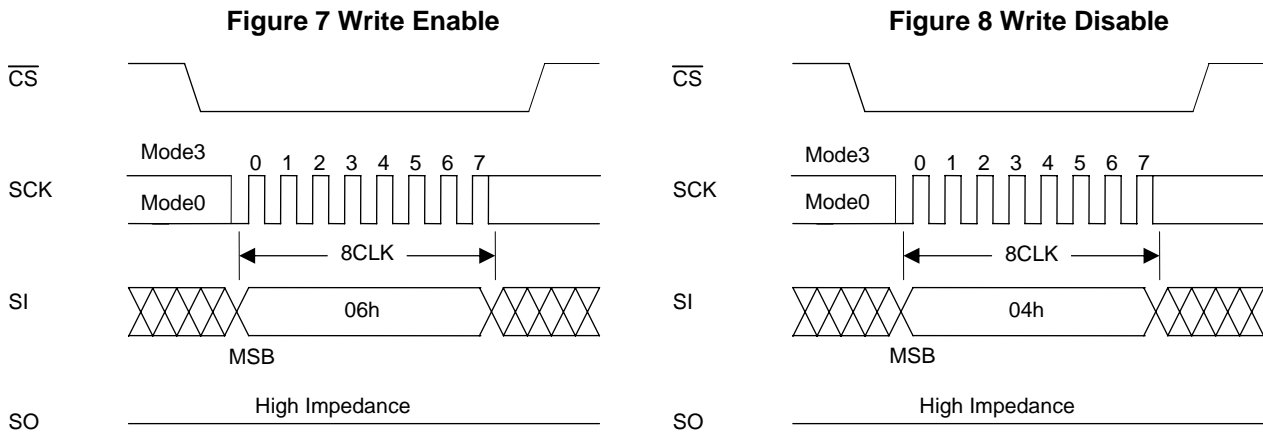 Figure 7 Write Enable
CS
Mode3
0 1 2 3 4 5 6 7
SCK
Mode0
8CLK
SI
06h
MSB
High Impedance
SO
Figure 8 Write Disable
CS
Mode3
0 1 2 3 4 5 6 7
SCK
Mode0
8CLK
SI
04h
MSB
High Impedance
SO